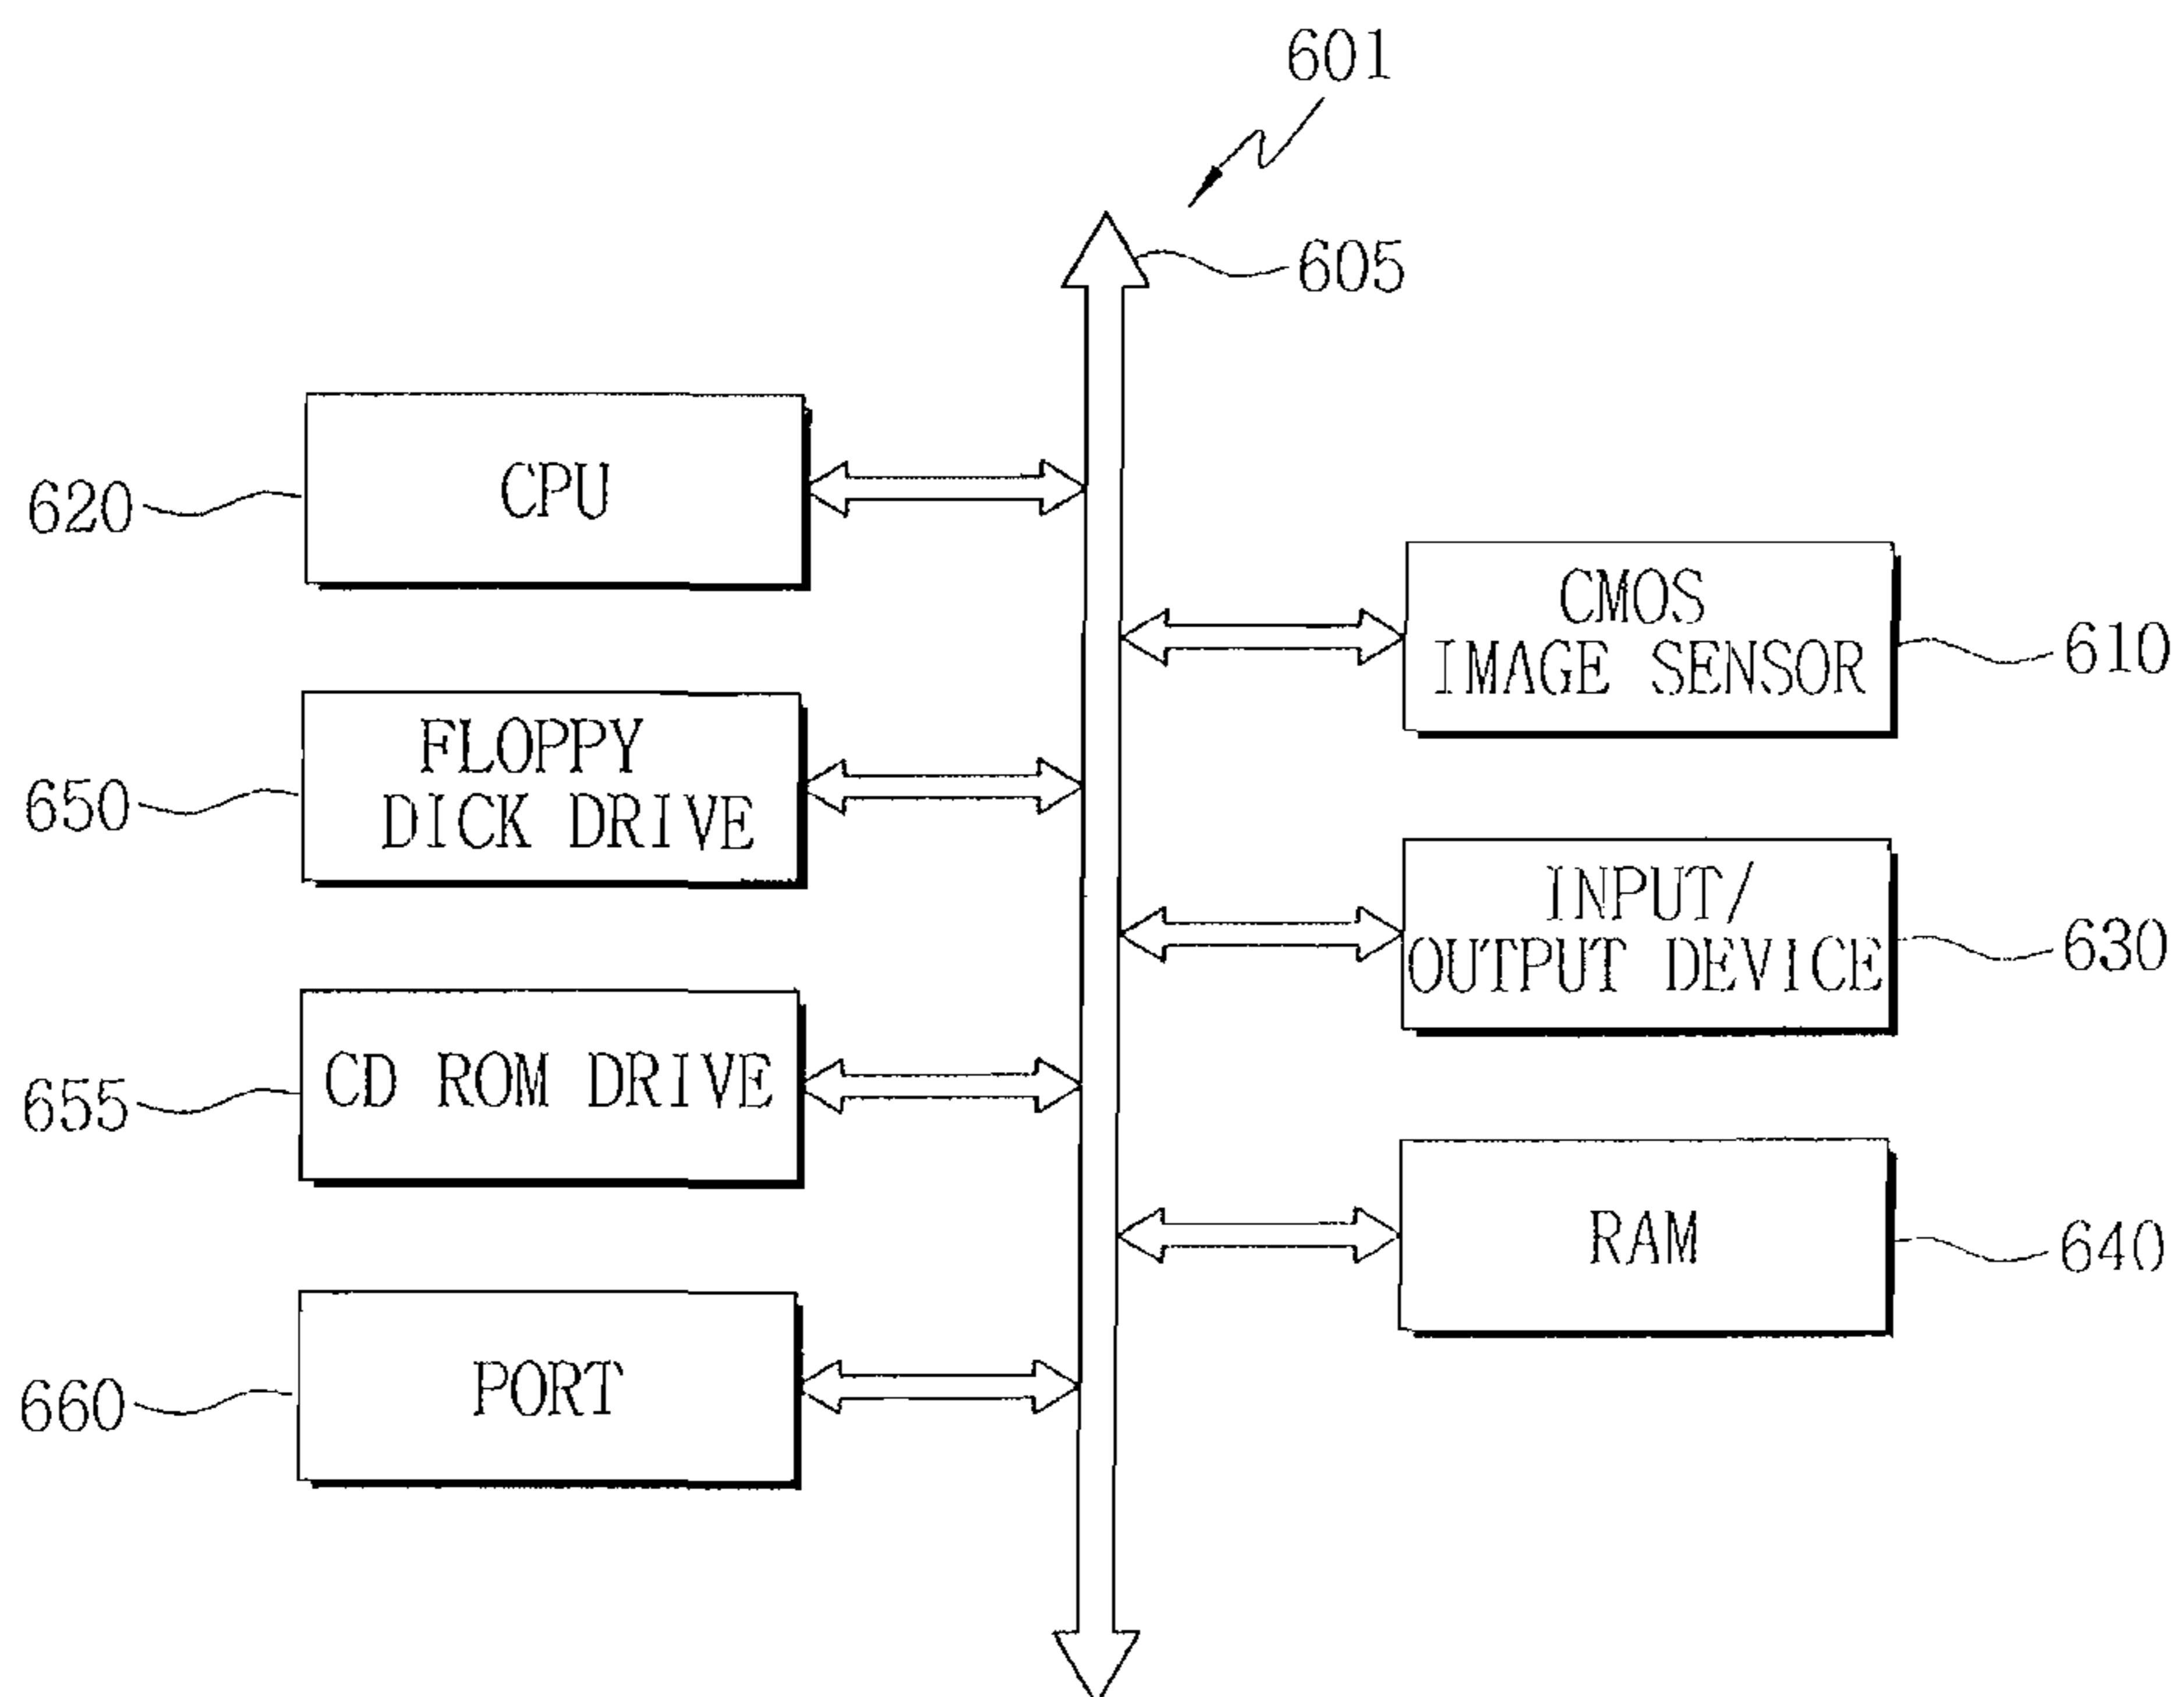 601
605
CPU
620
CMOS
IMAGE SENSOR
610
FLOPPY
DICK DRIVE
650
INPUT/
OUTPUT DEVICE
630
CD ROM DRIVE
655
RAM
640
PORT
660